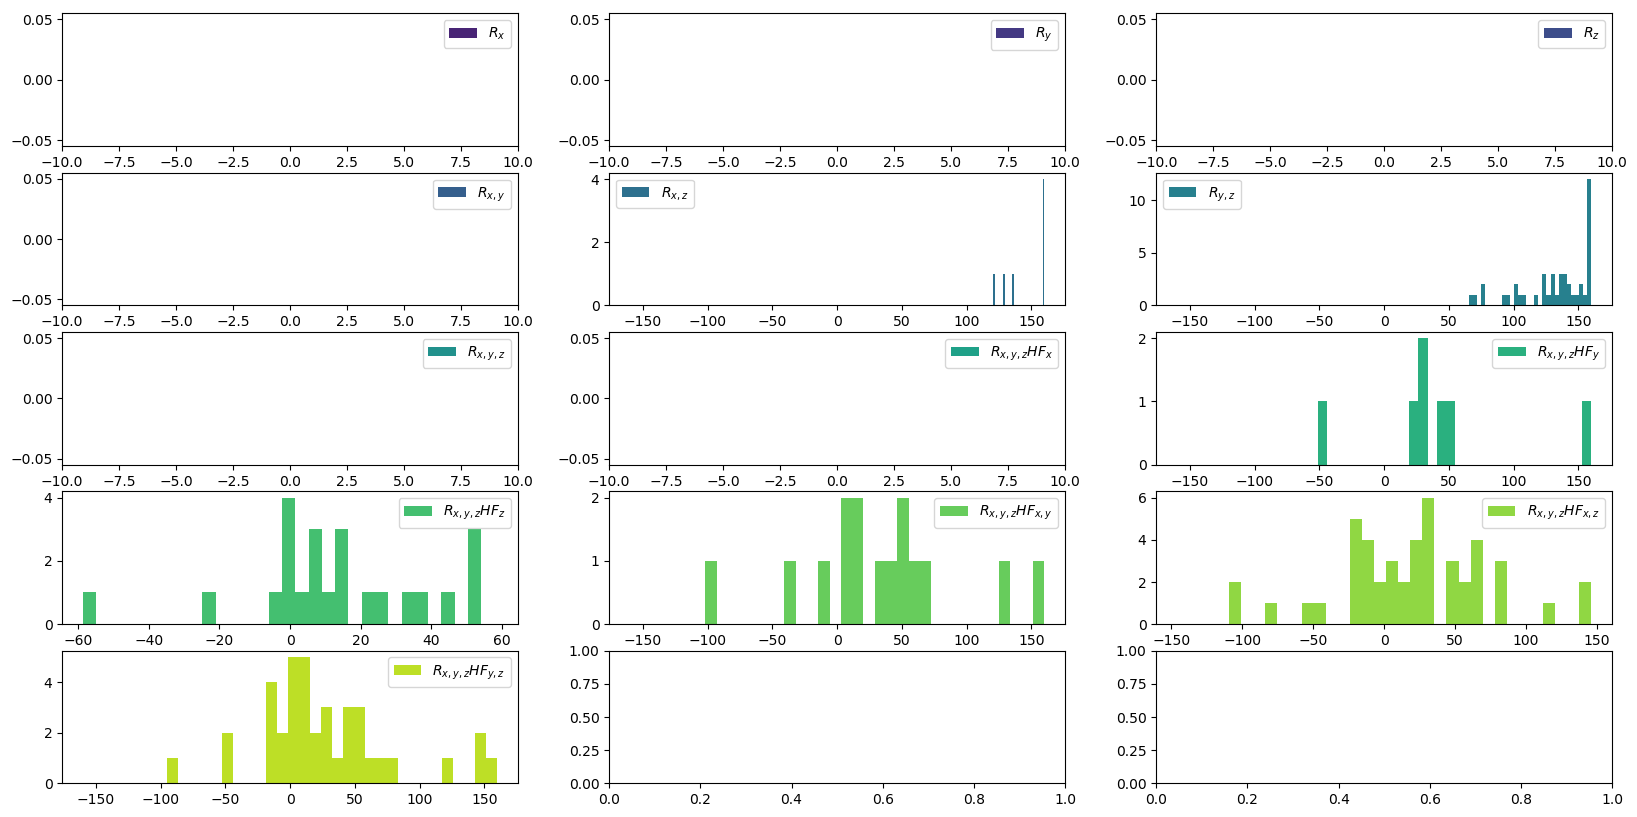 0.05 0.00 −0.05 −10.0 −7.5 −5.0 −2.5 0.0 2.5 5.0 7.5 10.0 R_x
0.05 0.00 −0.05 −10.0 −7.5 −5.0 −2.5 0.0 2.5 5.0 7.5 10.0 R_y
0.05 0.00 −0.05 −10.0 −7.5 −5.0 −2.5 0.0 2.5 5.0 7.5 10.0 R_z
0.05 0.00 −0.05 −10.0 −7.5 −5.0 −2.5 0.0 2.5 5.0 7.5 10.0 R_{x,y}
4 2 0 −150 −100 −50 0 50 100 150 R_{x,z}
10 5 0 −150 −100 −50 0 50 100 150 R_{y,z}
0.05 0.00 −0.05 −10.0 −7.5 −5.0 −2.5 0.0 2.5 5.0 7.5 10.0 R_{x,y,z}
0.05 0.00 −0.05 −10.0 −7.5 −5.0 −2.5 0.0 2.5 5.0 7.5 10.0 R_{x,y,z}HF_x
2 1 0 −150 −100 −50 0 50 100 150 R_{x,y,z}HF_y
4 2 0 −60 −40 −20 0 20 40 60 R_{x,y,z}HF_z
2 1 0 −150 −100 −50 0 50 100 150 R_{x,y,z}HF_{x,y}
6 4 2 0 −150 −100 −50 0 50 100 150 R_{x,y,z}HF_{x,z}
4 2 0 −150 −100 −50 0 50 100 150 R_{x,y,z}HF_{y,z}
1.00 0.75 0.50 0.25 0.00 0.0 0.2 0.4 0.6 0.8 1.0
1.00 0.75 0.50 0.25 0.00 0.0 0.2 0.4 0.6 0.8 1.0